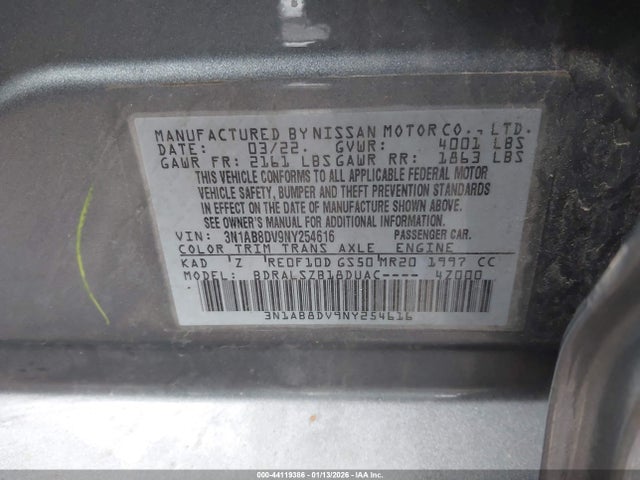 MANUFACTURED BY NISSAN MOTOR CO., LTD.
DATE: 03/22. GVWR: 4001 LBS
GAWR FR: 2161 LBS GAWR RR: 1863 LBS
THIS VEHICLE CONFORMS TO ALL APPLICABLE FEDERAL MOTOR
VEHICLE SAFETY, BUMPER AND THEFT PREVENTION STANDARDS
IN EFFECT ON THE DATE OF MANUFACTURE SHOWN ABOVE.
SEE OWNER'S MANUAL FOR ADDITIONAL INFORMATION.
VIN: 3N1AB8DV9NY254616 PASSENGER CAR.
COLOR TRIM TRANS AXLE ENGINE
KAD 'Z 'RE0F10D GS50'MR20 1997 CC
MODEL: BDRALSZB18DUAC---- 47000
3N1AB8DV9NY254616
000-44119386 - 01/13/2026 - IAA Inc.